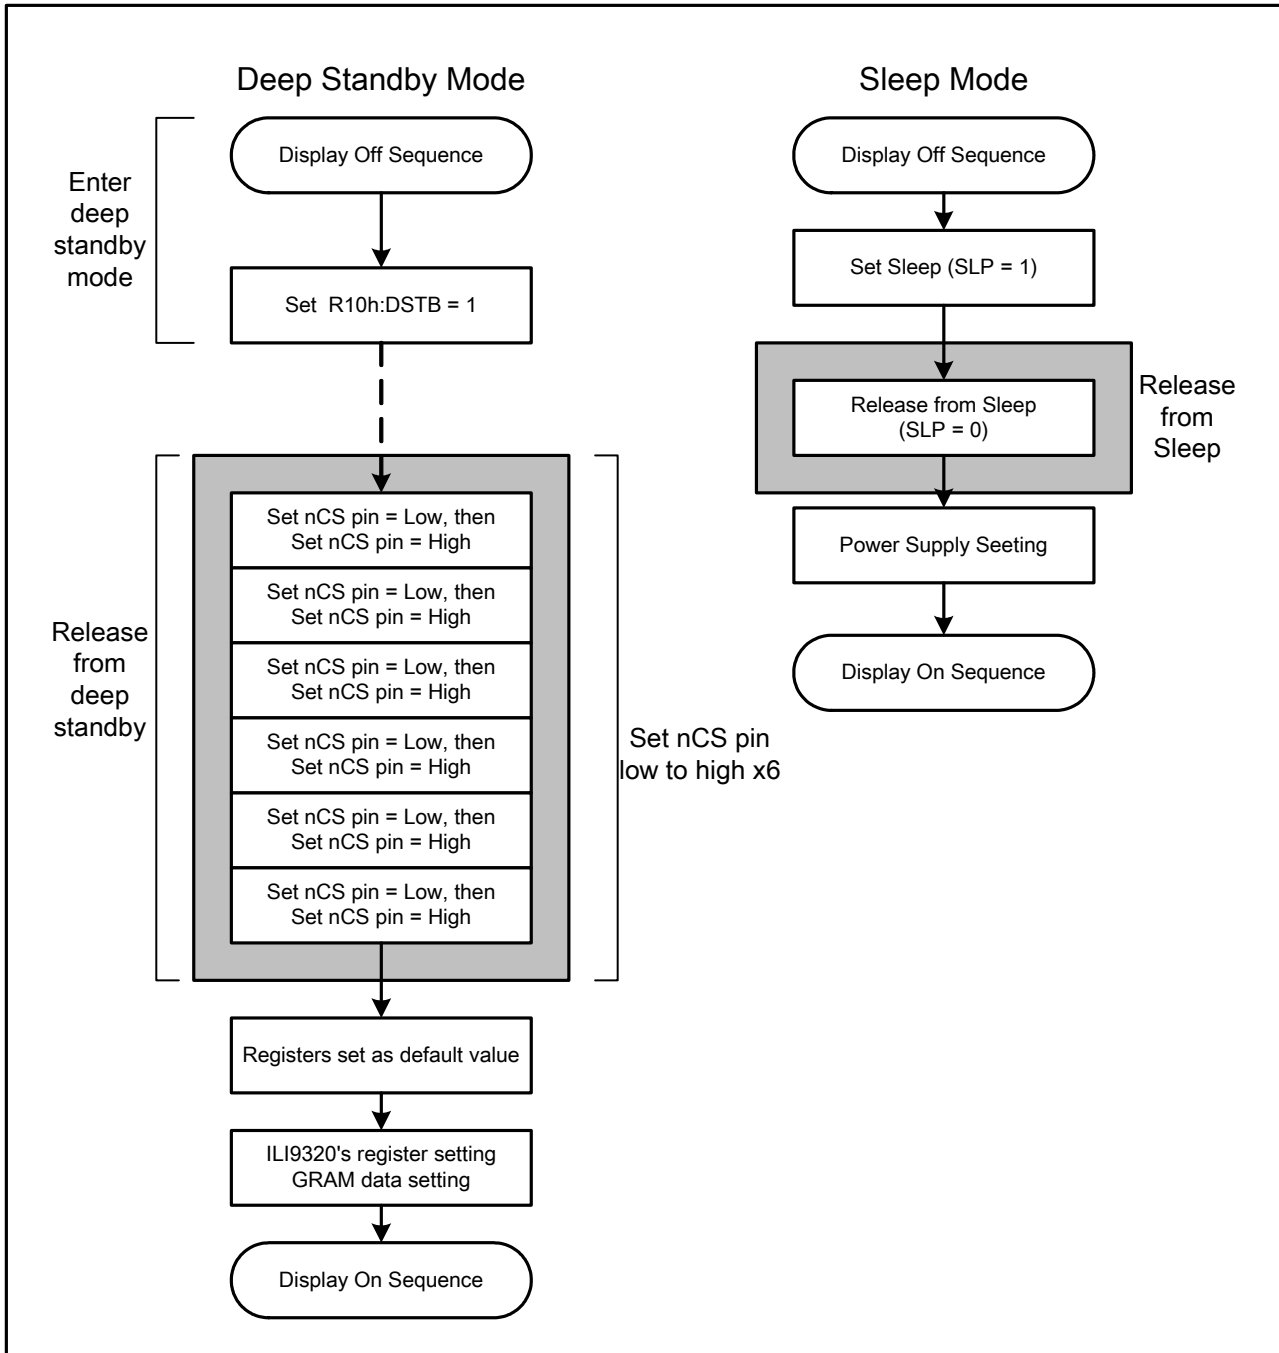 Deep Standby Mode
Enter
deep
standby
mode
Display Off Sequence
Set R10h:DSTB = 1
Release
from
deep
standby
Set nCS pin = Low, then
Set nCS pin = High
Set nCS pin = Low, then
Set nCS pin = High
Set nCS pin = Low, then
Set nCS pin = High
Set nCS pin = Low, then
Set nCS pin = High
Set nCS pin = Low, then
Set nCS pin = High
Set nCS pin = Low, then
Set nCS pin = High
Set nCS pin
low to high x6
Registers set as default value
ILI9320's register setting
GRAM data setting
Display On Sequence
Sleep Mode
Display Off Sequence
Set Sleep (SLP = 1)
Release from Sleep
(SLP = 0)
Release
from
Sleep
Power Supply Seeting
Display On Sequence